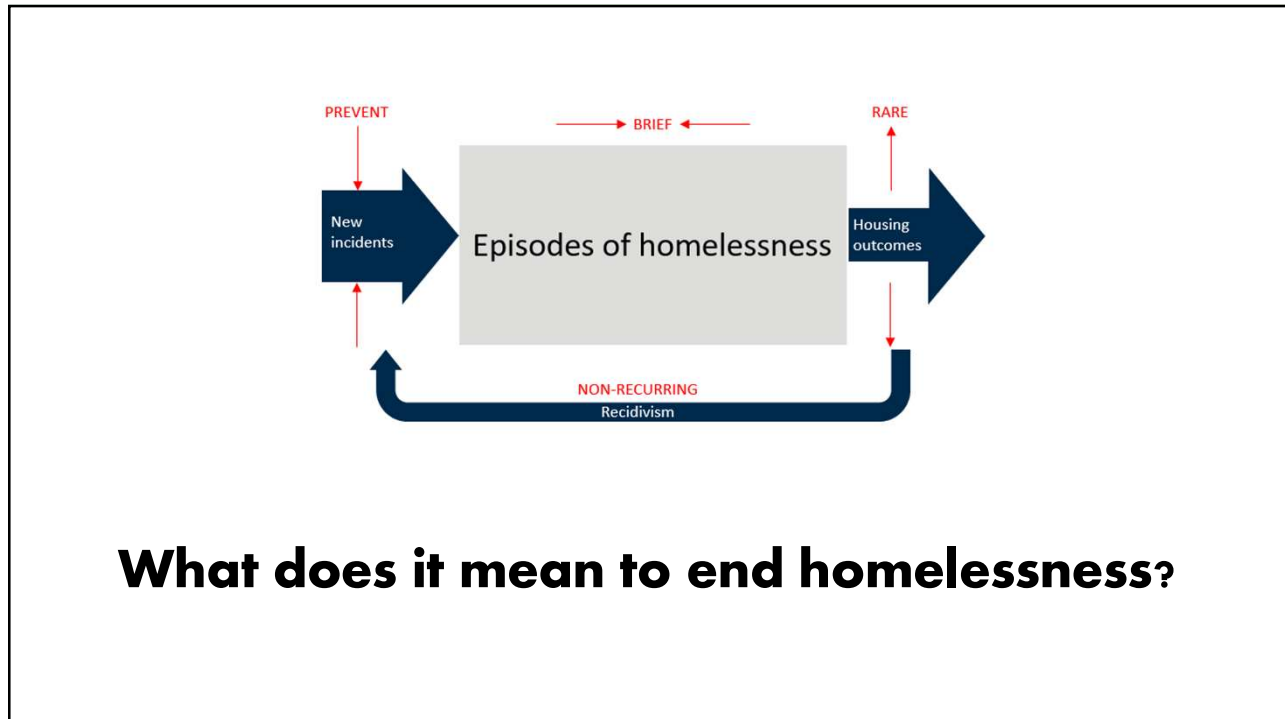 PREVENT
BRIEF
RARE
New
incidents
Episodes of homelessness
Housing
outcomes
NON-RECURRING
Recidivism
What does it mean to end homelessness?